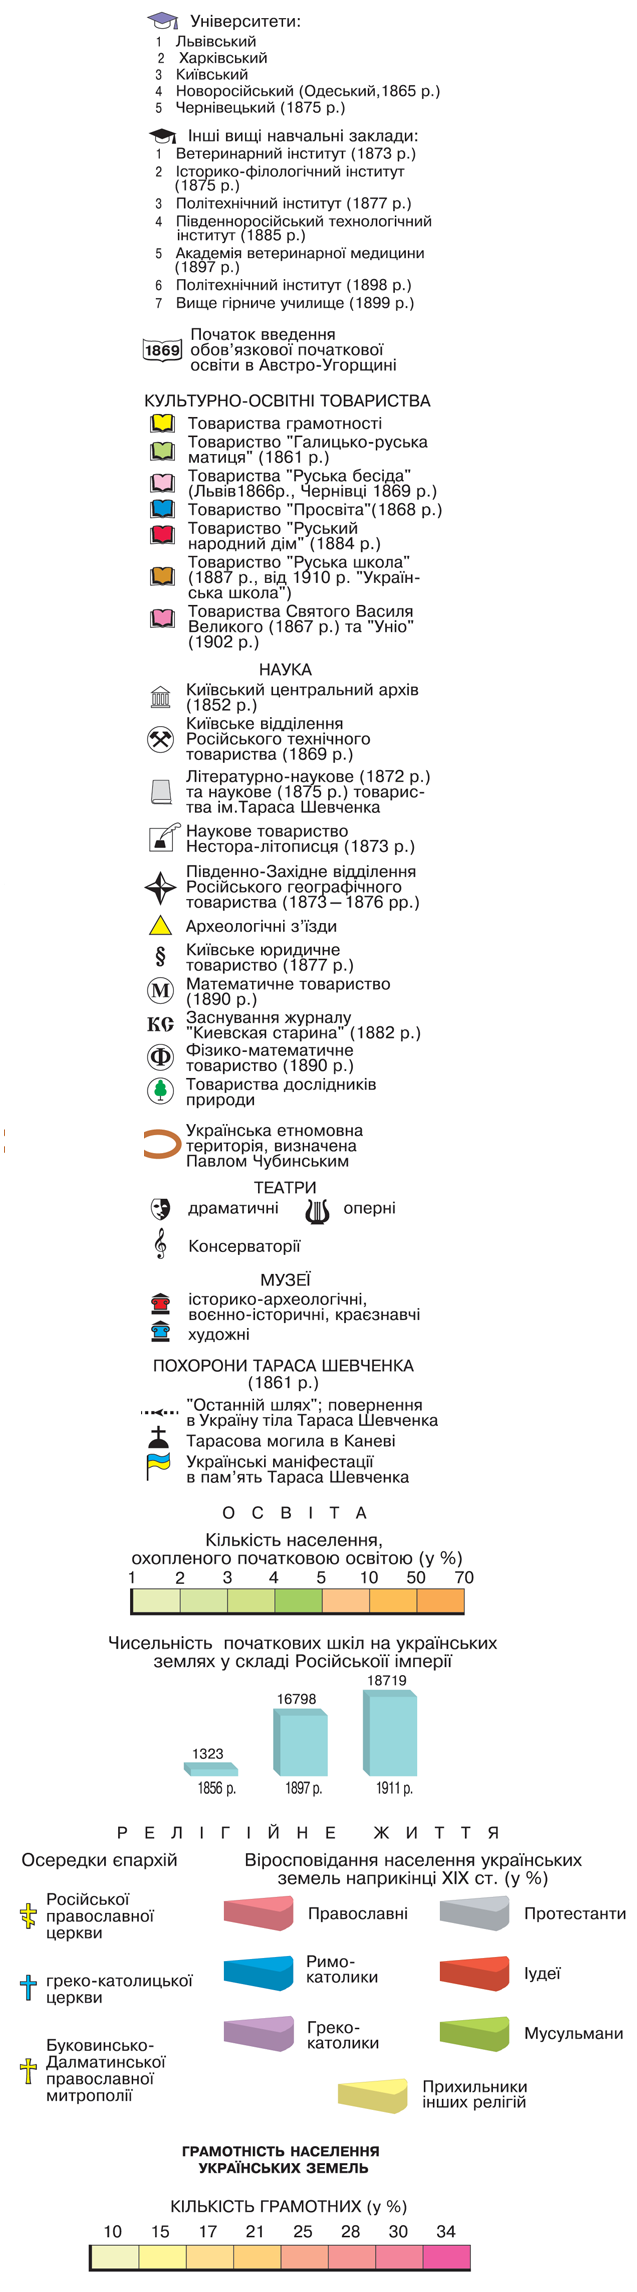 Університети:
1 Львівський
2 Харківський
3 Київський
4 Новоросійський (Одеський,1865 р.)
5 Чернівецький (1875 р.)
Інші вищі навчальні заклади:
1 Ветеринарний інститут (1873 р.)
2 Історико-філологічний інститут
(1875 р.)
3 Політехнічний інститут (1877 р.)
4 Південноросійський технологічний
інститут (1885 р.)
5 Академія ветеринарної медицини
(1897 р.)
6 Політехнічний інститут (1898 р.)
7 Вище гірниче училище (1899 р.)
1869
Початок введення
обов'язкової початкової
освіти в Австро-Угорщині
КУЛЬТУРНО-ОСВІТНІ ТОВАРИСТВА
Товариства грамотності
Товариство "Галицько-руська
матиця" (1861 р.)
Товариства "Руська бесіда"
(Львів1866р., Чернівці 1869 р.)
Товариство "Просвіта"(1868 р.)
Товариство "Руський
народний дім" (1884 р.)
Товариство "Руська школа"
(1887 р., від 1910 р. "Україн-
ська школа")
Товариства Святого Василя
Великого (1867 р.) та "Уніо"
(1902 р.)
НАУКА
Київський центральний архів
(1852 р.)
Київське відділення
Російського технічного
товариства (1869 р.)
Літературно-наукове (1872 р.)
та наукове (1875 р.) товарис-
тва ім.Тараса Шевченка
Наукове товариство
Нестора-літописця (1873 р.)
Південно-Західне відділення
Російського географічного
товариства (1873 – 1876 рр.)
Археологічні з'їзди
§ Київське юридичне
товариство (1877 р.)
М Математичне товариство
(1890 р.)
КС Заснування журналу
"Киевская старина" (1882 р.)
Ф Фізико-математичне
товариство (1890 р.)
Товариства дослідників
природи
Українська етномовна
територія, визначена
Павлом Чубинським
ТЕАТРИ
драматичні оперні
Консерваторії
МУЗЕЇ
історико-археологічні,
воєнно-історичні, краєзнавчі
художні
ПОХОРОНИ ТАРАСА ШЕВЧЕНКА
(1861 р.)
"Останній шлях"; повернення
в Україну тіла Тараса Шевченка
Тарасова могила в Каневі
Українські маніфестації
в пам'ять Тараса Шевченка
ОСВІТА
Кількість населення,
охопленого початковою освітою (у %)
1 2 3 4 5 10 50 70
Чисельність початкових шкіл на українських
землях у складі Російської імперії
1323 16798 18719
1856 р. 1897 р. 1911 р.
РЕЛІГІЙНЕ ЖИТТЯ
Осередки єпархій
Російської
православної
церкви
греко-католицької
церкви
Буковинсько-
Далматинської
православної
митрополії
Віросповідання населення українських
земель наприкінці XIX ст. (у %)
Православні
Протестанти
Римо-
католики
Іудеї
Греко-
католики
Мусульмани
Прихильники
інших релігій
ГРАМОТНІСТЬ НАСЕЛЕННЯ
УКРАЇНСЬКИХ ЗЕМЕЛЬ
КІЛЬКІСТЬ ГРАМОТНИХ (у %)
10 15 17 21 25 28 30 34